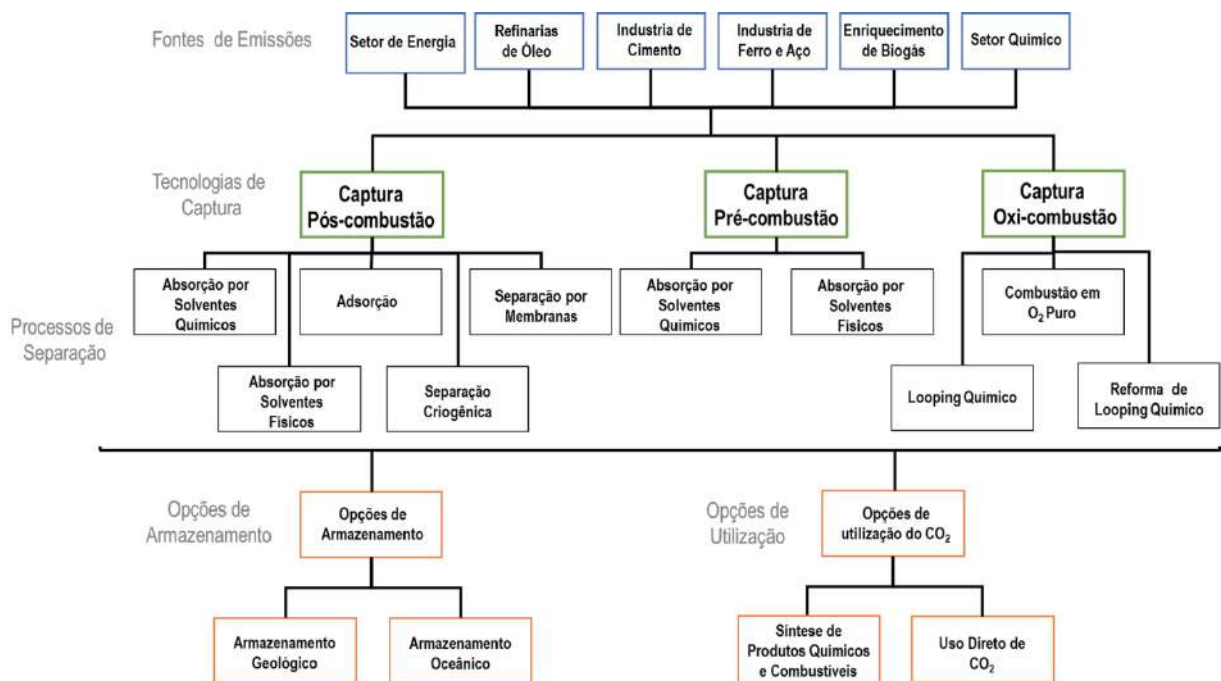 Fontes de Emissões
Setor de Energia
Refinarias
de Óleo
Industria de
Cimento
Industria de
Ferro e Aço
Enriquecimento
de Biogás
Setor Quimico
Tecnologias de
Captura
Captura
Pós-combustão
Captura
Pré-combustão
Captura
Oxi-combustão
Processos de
Separação
Absorção por
Solventes
Químicos
Adsorção
Separação por
Membranas
Absorção por
Solventes
Químicos
Absorção por
Solventes
Físicos
Combustão em
O₂ Puro
Absorção por
Solventes
Físicos
Separação
Criogênica
Looping Químico
Reforma de
Looping Químico
Opções de
Armazenamento
Opções de
Armazenamento
Opções de
Utilização
Opções de
utilização do CO₂
Armazenamento
Geológico
Armazenamento
Oceânico
Síntese de
Produtos Químicos
e Combustíveis
Uso Direto de
CO₂